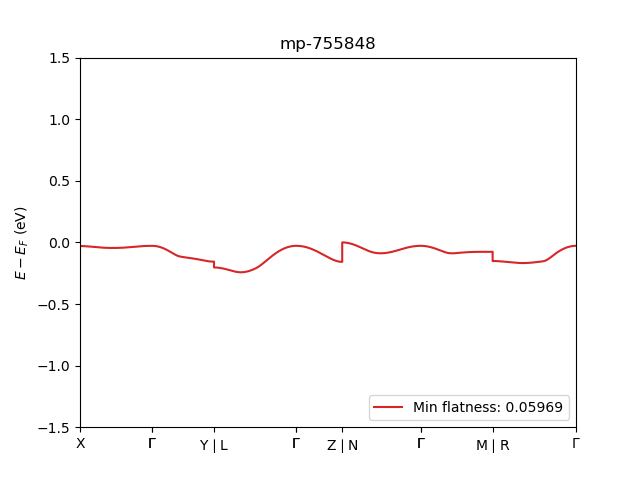 mp-755848
E − E_F (eV)
1.5
1.0
0.5
0.0
−0.5
−1.0
−1.5
Min flatness: 0.05969
X Γ Y | L Γ Z | N Γ M | R Γ